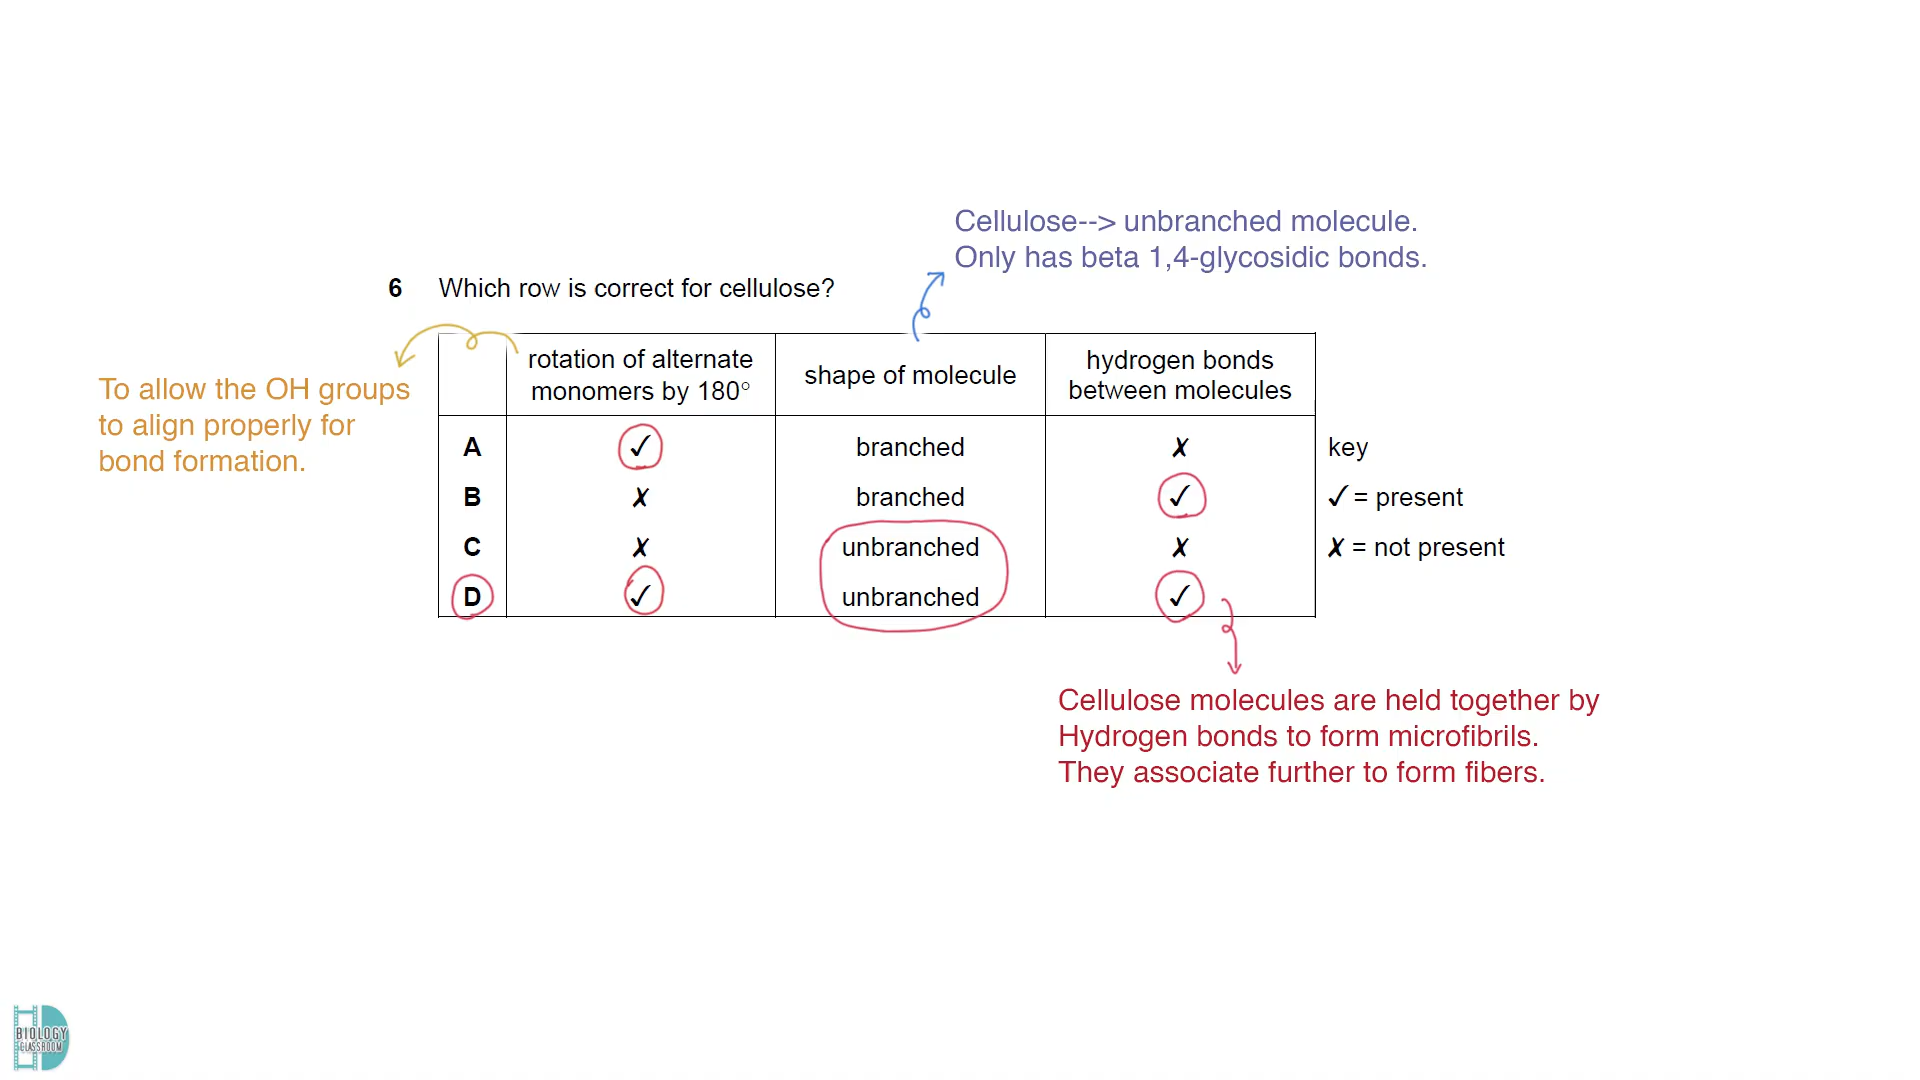 Cellulose--> unbranched molecule.
Only has beta 1,4-glycosidic bonds.
6 Which row is correct for cellulose?
To allow the OH groups
to align properly for
bond formation.
rotation of alternate monomers by 180° shape of molecule hydrogen bonds between molecules
A ✓ branched ✗ key
B ✗ branched ✓ ✓ = present
C ✗ unbranched ✗ ✗ = not present
D ✓ unbranched ✓
Cellulose molecules are held together by
Hydrogen bonds to form microfibrils.
They associate further to form fibers.
BIOLOGY
CLASSROOM